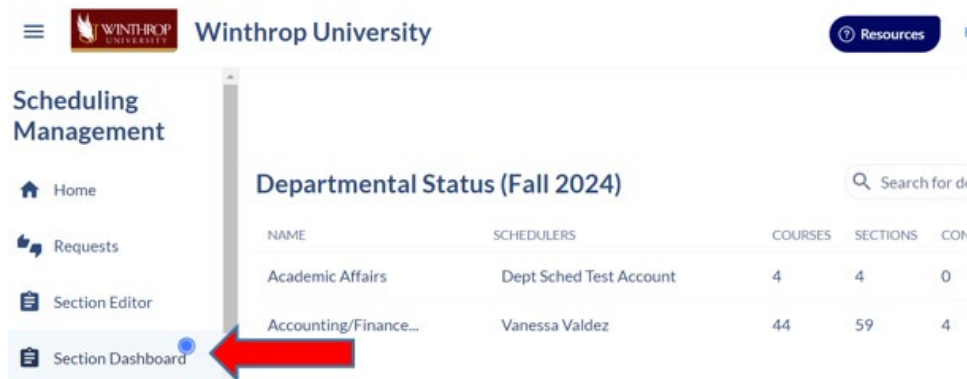 WINTHROP
UNIVERSITY
Winthrop University
Resources
Scheduling
Management
Home
Requests
Section Editor
Section Dashboard
Departmental Status (Fall 2024)
Search for de
NAME SCHEDULERS COURSES SECTIONS CON
Academic Affairs Dept Sched Test Account 4 4 0
Accounting/Finance... Vanessa Valdez 44 59 4